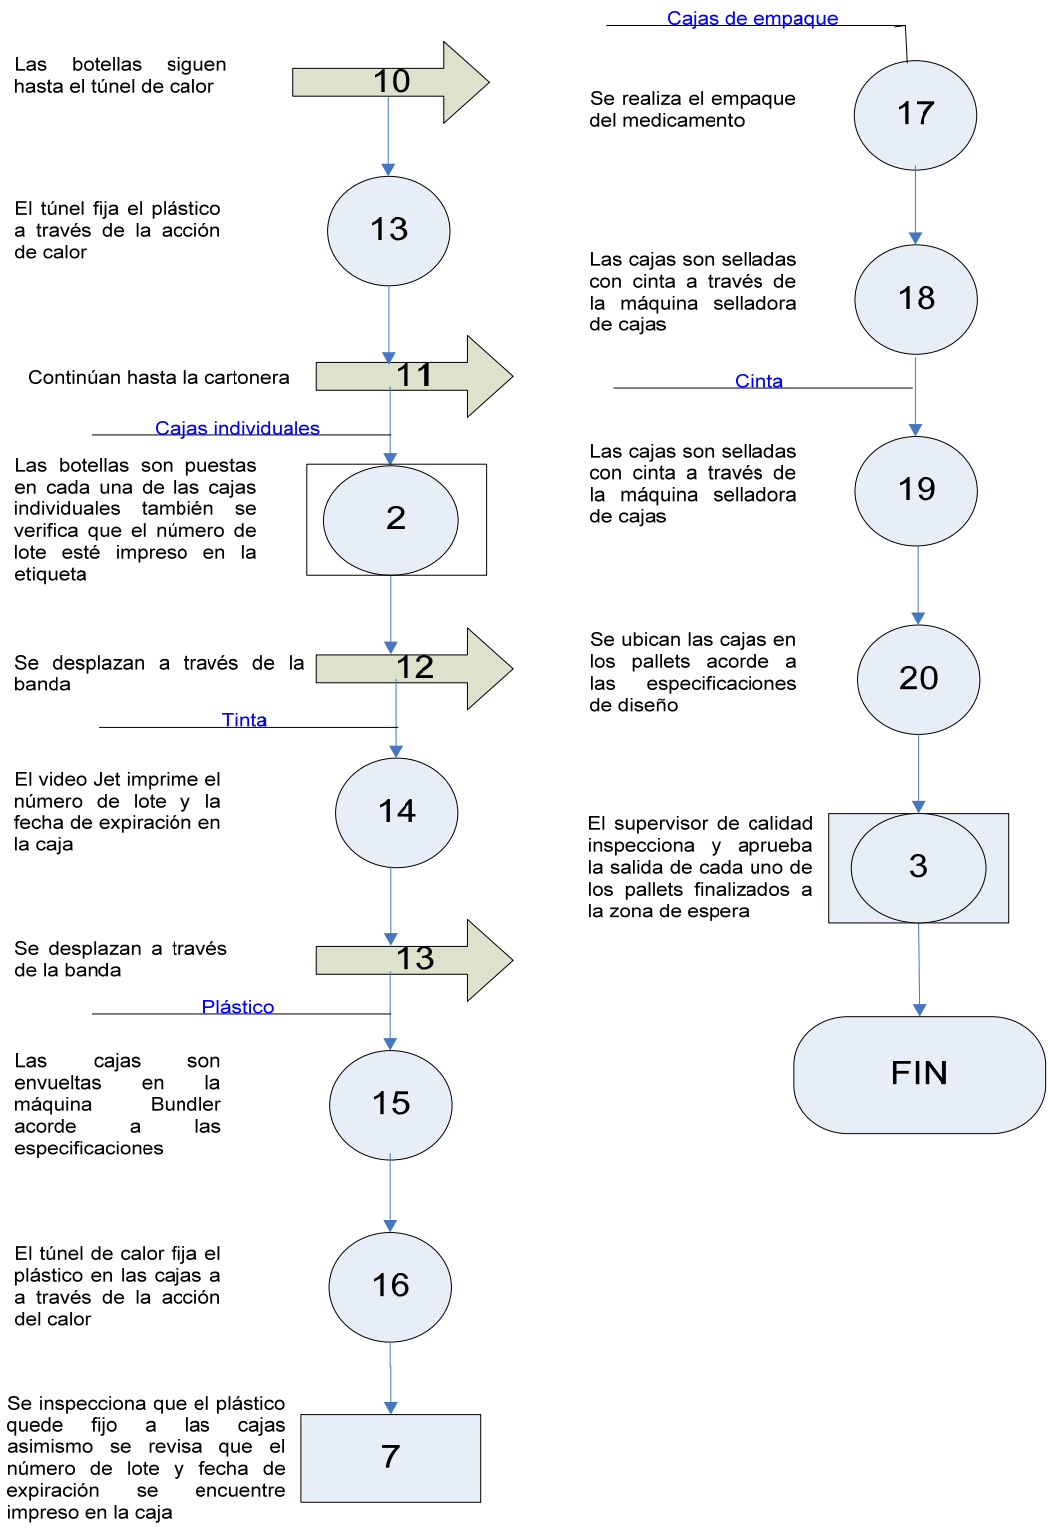 Las botellas siguen
hasta el túnel de calor
10
El túnel fija el plástico
a través de la acción
de calor
13
Continúan hasta la cartonera
11
Cajas individuales
Las botellas son puestas
en cada una de las cajas
individuales también se
verifica que el número de
lote esté impreso en la
etiqueta
2
Se desplazan a través de la
banda
12
Tinta
El video Jet imprime el
número de lote y la
fecha de expiración en
la caja
14
Se desplazan a través
de la banda
13
Plástico
Las cajas son
envueltas en la
máquina Bundler
acorde a las
especificaciones
15
El túnel de calor fija el
plástico en las cajas a
a través de la acción
del calor
16
Se inspecciona que el plástico
quede fijo a las cajas
asimismo se revisa que el
número de lote y fecha de
expiración se encuentre
impreso en la caja
7
Cajas de empaque
Se realiza el empaque
del medicamento
17
Las cajas son selladas
con cinta a través de
la máquina selladora
de cajas
18
Cinta
Las cajas son selladas
con cinta a través de
la máquina selladora
de cajas
19
Se ubican las cajas en
los pallets acorde a
las especificaciones
de diseño
20
El supervisor de calidad
inspecciona y aprueba
la salida de cada uno de
los pallets finalizados a
la zona de espera
3
FIN